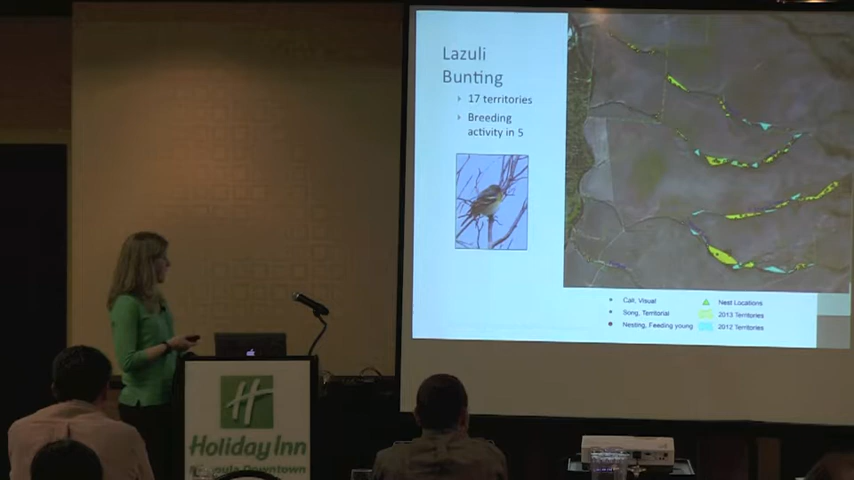 Lazuli
Bunting
17 territories
Breeding
activity in 5
Call, Visual
Song, Territorial
Nesting, Feeding young
Nest Locations
2013 Territories
2012 Territories
H
Holiday Inn
Downtown